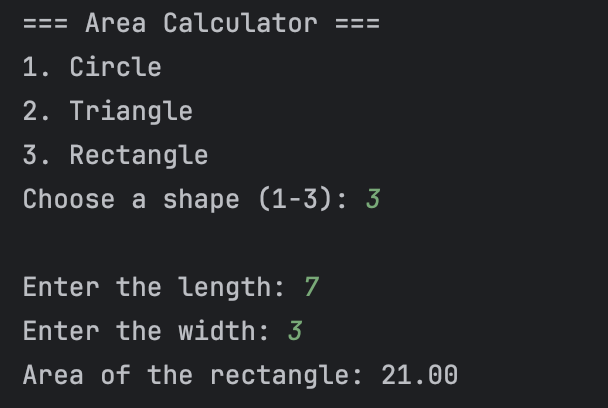 === Area Calculator ===
1. Circle
2. Triangle
3. Rectangle
Choose a shape (1-3): 3
Enter the length: 7
Enter the width: 3
Area of the rectangle: 21.00